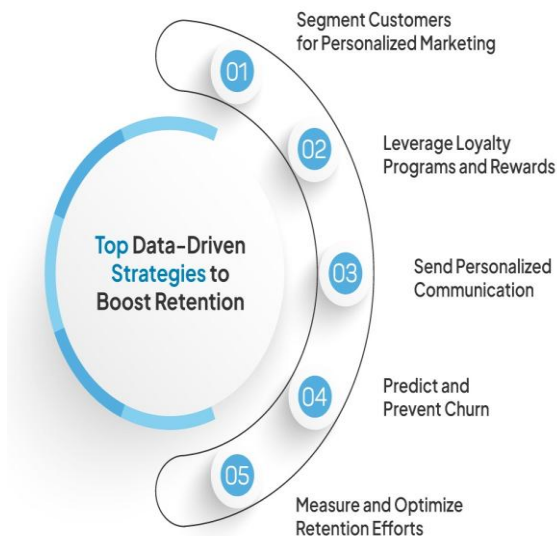 Top Data-Driven
Strategies to
Boost Retention
01
Segment Customers
for Personalized Marketing
02
Leverage Loyalty
Programs and Rewards
03
Send Personalized
Communication
04
Predict and
Prevent Churn
05
Measure and Optimize
Retention Efforts